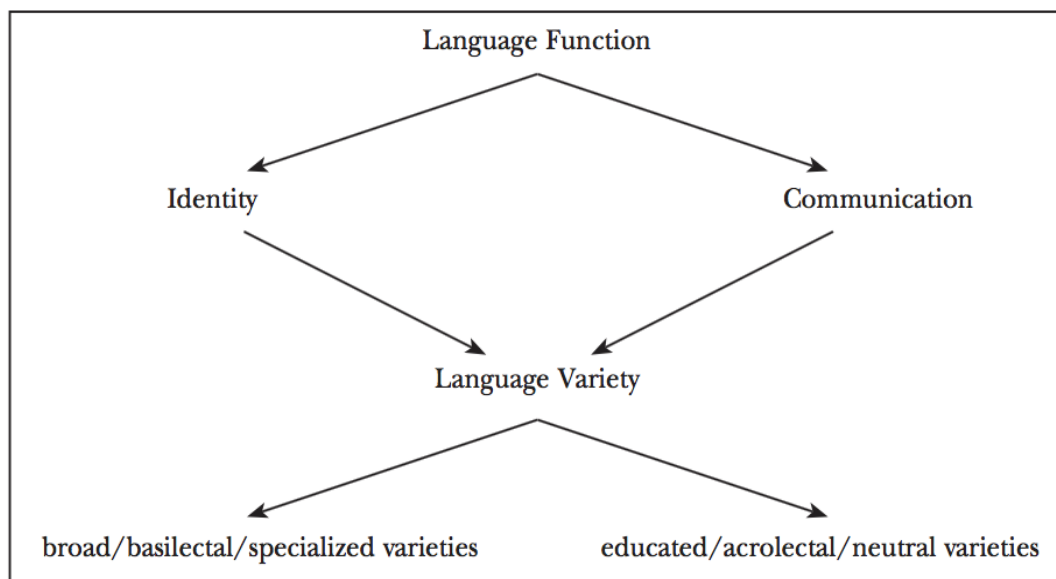 Language Function
Identity
Communication
Language Variety
broad/basilectal/specialized varieties
educated/acrolectal/neutral varieties